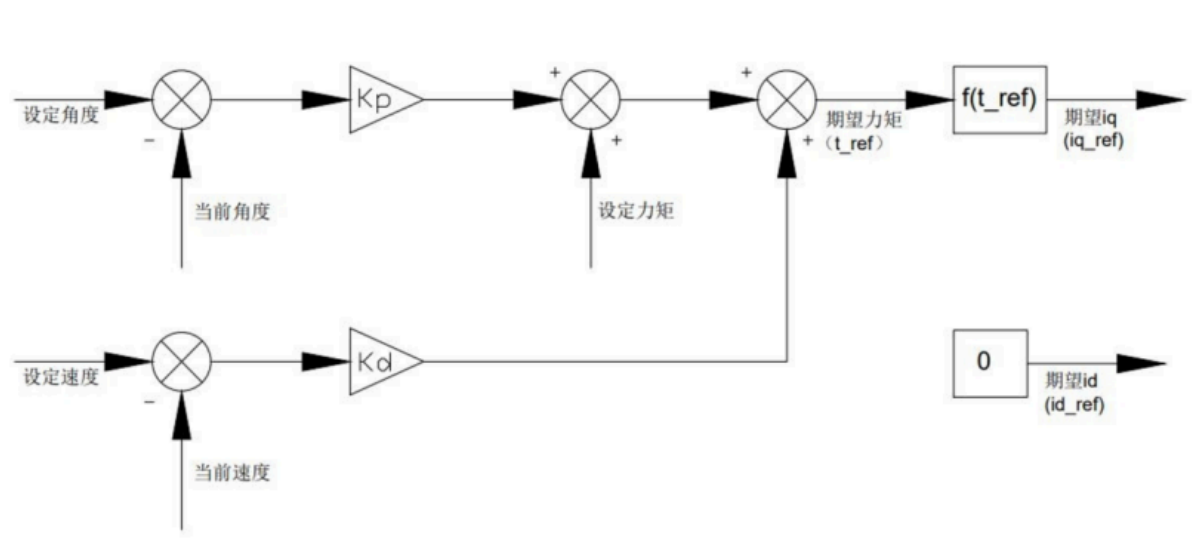 +
+
Kp
f(t_ref)
设定角度
期望力矩
期望iq
−
+
+
（t_ref）
(iq_ref)
当前角度
设定力矩
Kd
0
设定速度
期望id
−
(id_ref)
当前速度